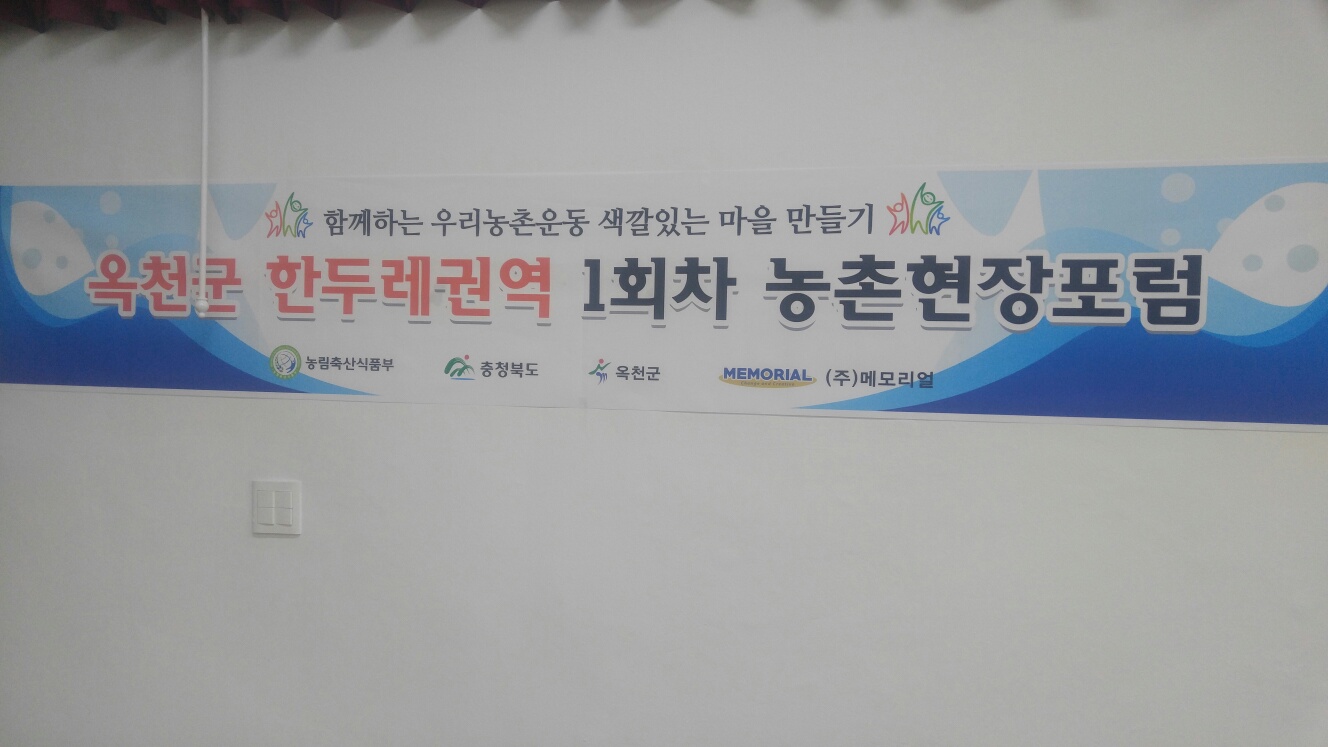 함께하는 우리농촌운동 색깔있는 마을 만들기
옥천군 한두레권역 1회차 농촌현장포럼
농림축산식품부 충청북도 옥천군 MEMORIAL (주)메모리얼